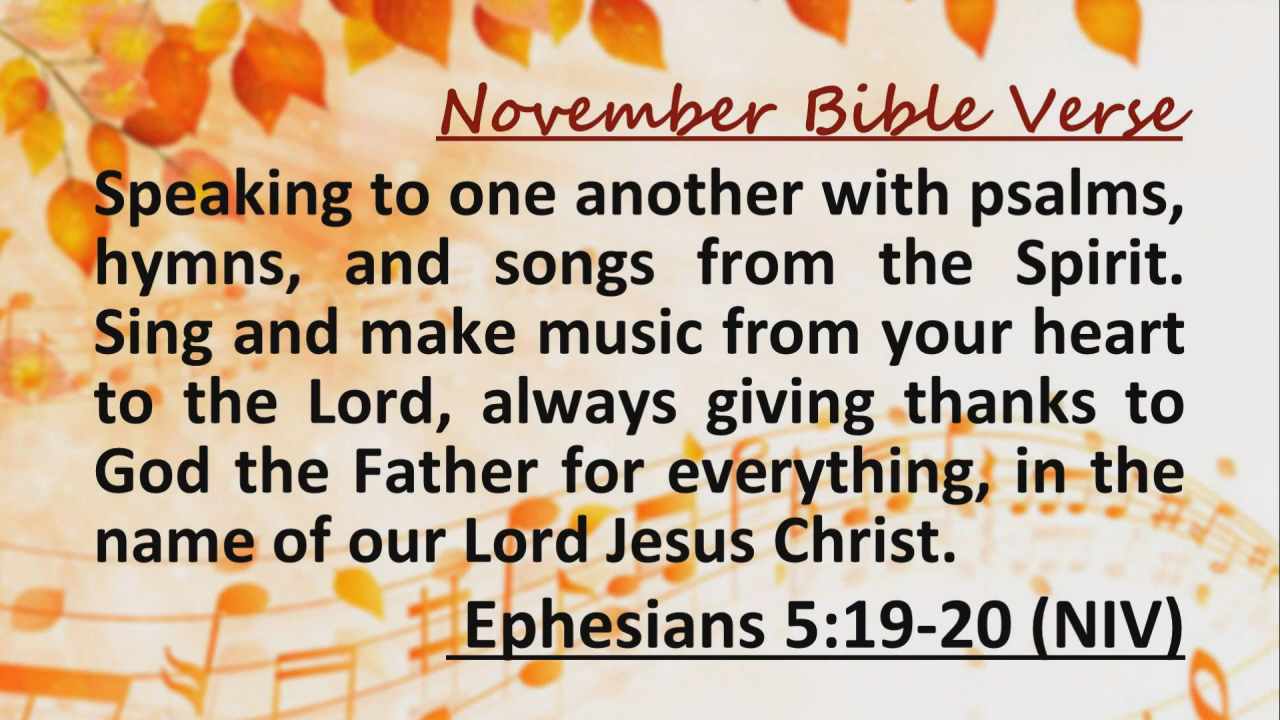 November Bible Verse
Speaking to one another with psalms,
hymns, and songs from the Spirit.
Sing and make music from your heart
to the Lord, always giving thanks to
God the Father for everything, in the
name of our Lord Jesus Christ.
Ephesians 5:19-20 (NIV)